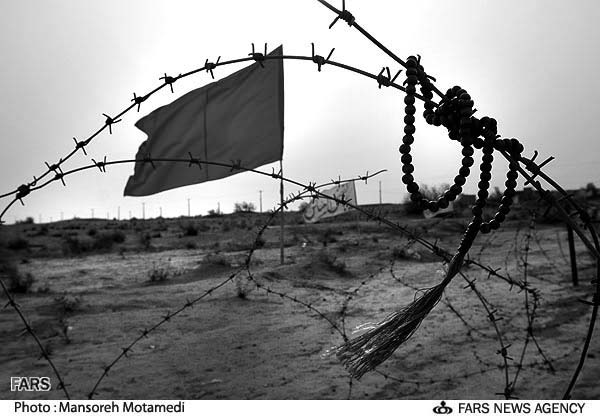 FARS
Photo : Mansoreh Motamedi
FARS NEWS AGENCY